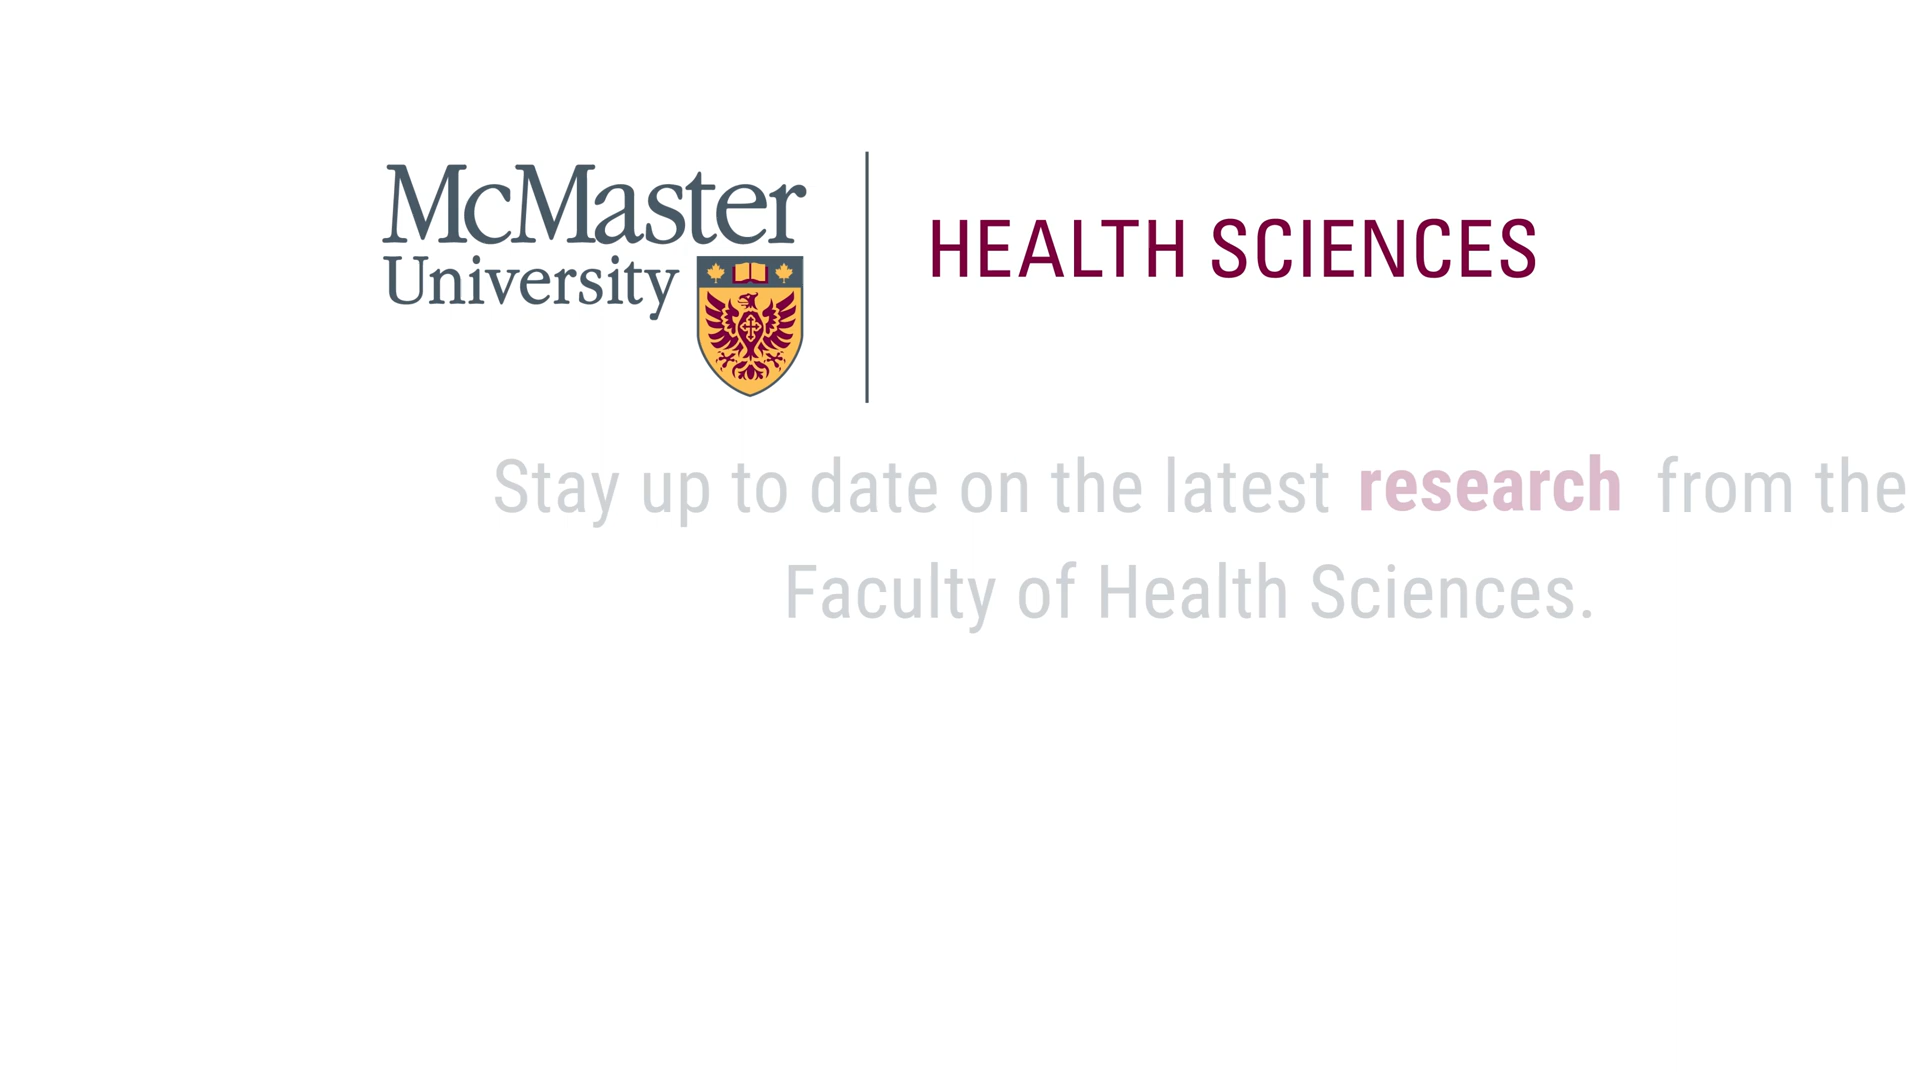 McMaster
University
HEALTH SCIENCES
Stay up to date on the latest research from the
Faculty of Health Sciences.